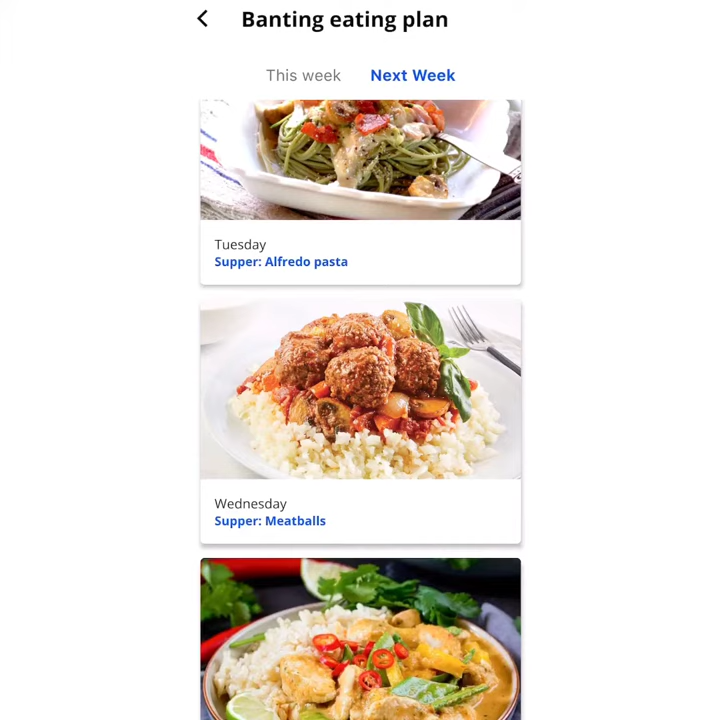 Banting eating plan
This week Next Week
Tuesday
Supper: Alfredo pasta
Wednesday
Supper: Meatballs